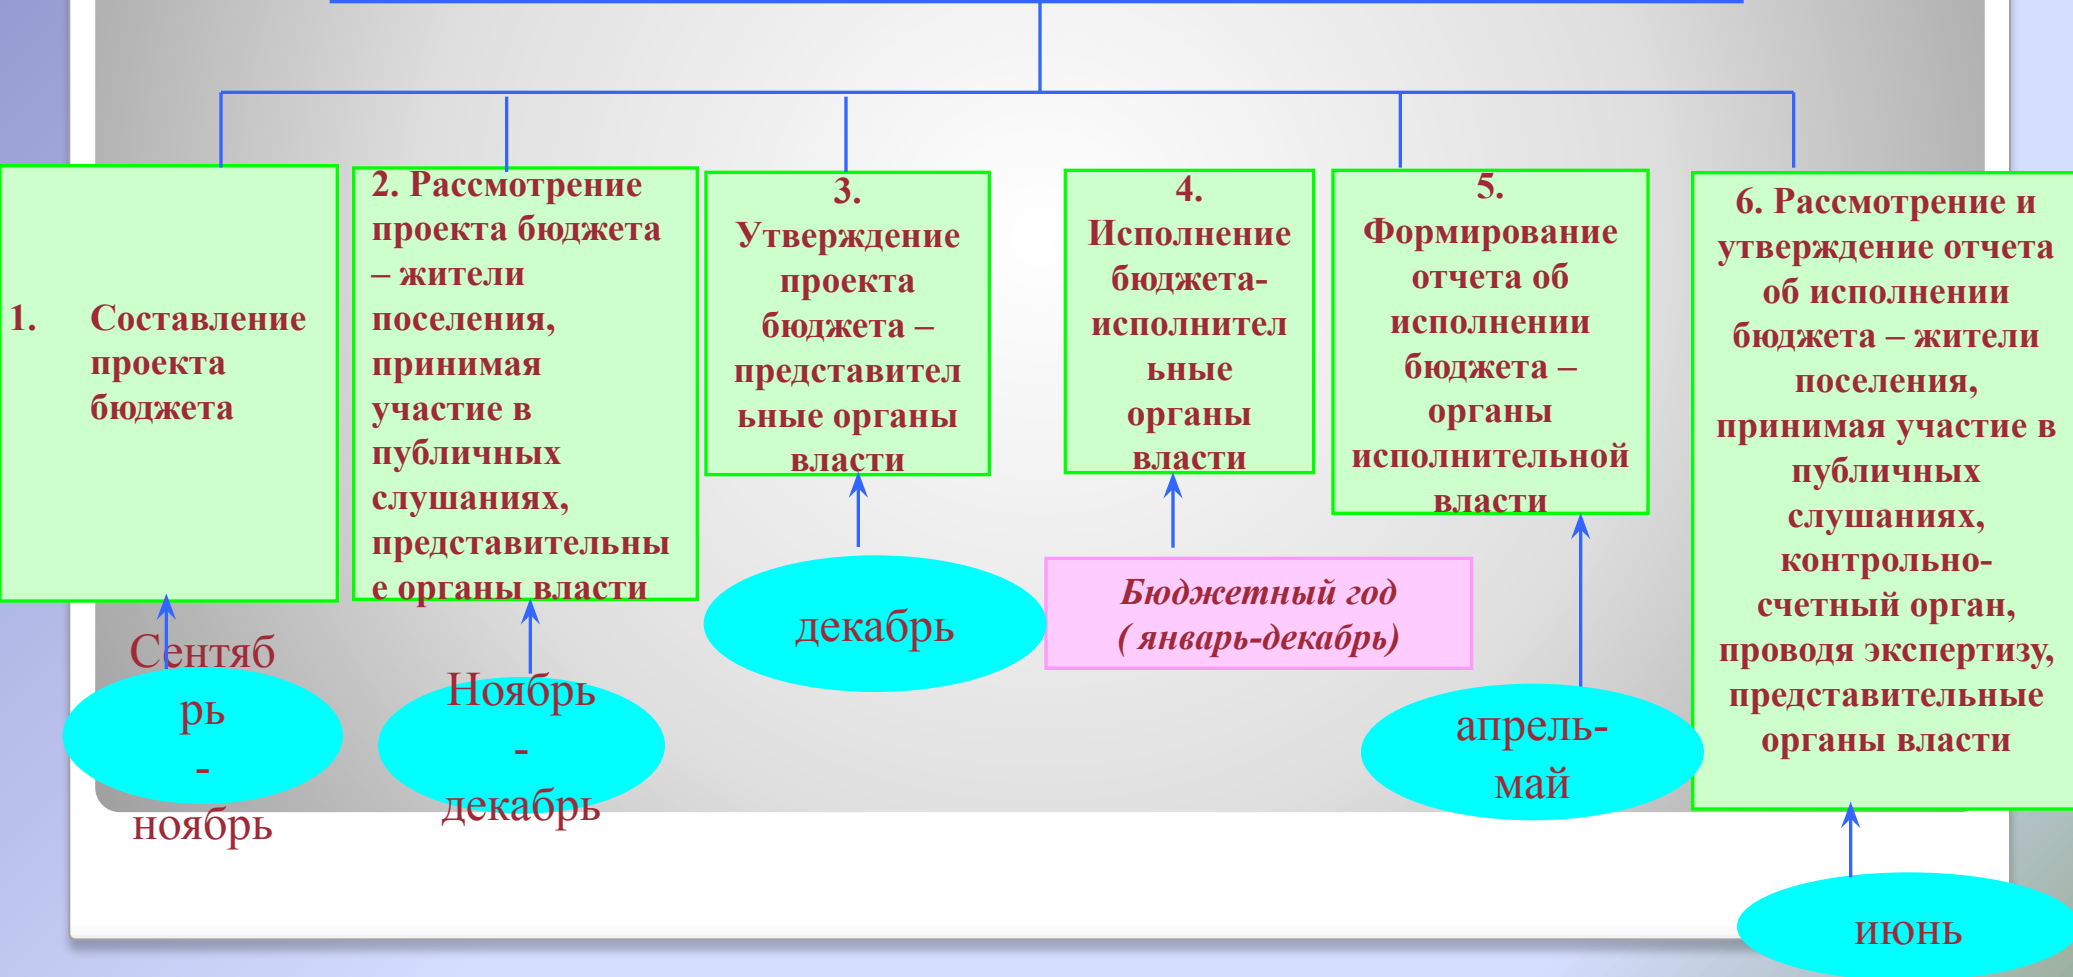 1. Составление
проекта
бюджета
2. Рассмотрение
проекта бюджета
– жители
поселения,
принимая
участие в
публичных
слушаниях,
представительны
е органы власти
3.
Утверждение
проекта
бюджета –
представител
ьные органы
власти
4.
Исполнение
бюджета-
исполнител
ьные
органы
власти
5.
Формирование
отчета об
исполнении
бюджета –
органы
исполнительной
власти
6. Рассмотрение и
утверждение отчета
об исполнении
бюджета – жители
поселения,
принимая участие в
публичных
слушаниях,
контрольно-
счетный орган,
проводя экспертизу,
представительные
органы власти
Сентяб
рь
-
ноябрь
Ноябрь
-
декабрь
декабрь
Бюджетный год
( январь-декабрь)
апрель-
май
июнь